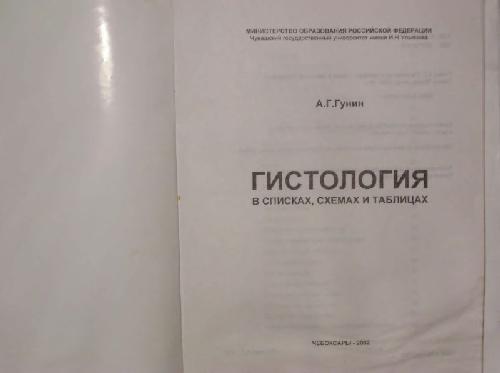 МИНИСТЕРСТВО ОБРАЗОВАНИЯ РОССИЙСКОЙ ФЕДЕРАЦИИ
Чувашский государственный университет имени И.Н.Ульянова
А.Г.Гунин
ГИСТОЛОГИЯ
В СПИСКАХ, СХЕМАХ И ТАБЛИЦАХ
ЧЕБОКСАРЫ - 2002